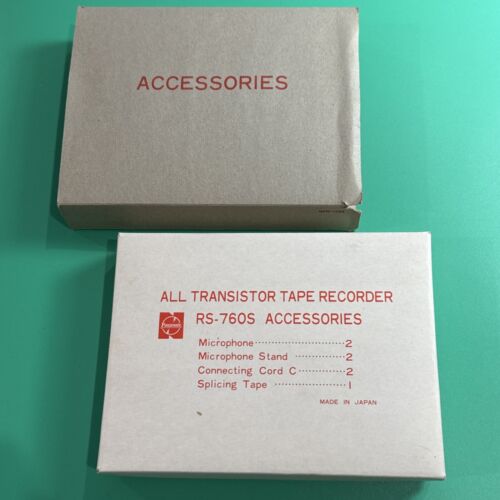 ACCESSORIES
ALL TRANSISTOR TAPE RECORDER
RS-760S ACCESSORIES
Microphone ........................ 2
Microphone Stand ............... 2
Connecting Cord C ............. 2
Splicing Tape .................... 1
MADE IN JAPAN